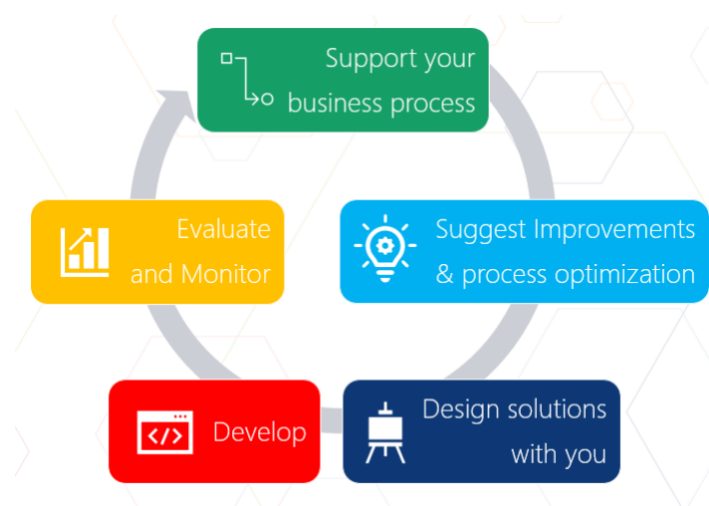 Support your
business process
Suggest Improvements
& process optimization
Design solutions
with you
</> Develop
Evaluate
and Monitor